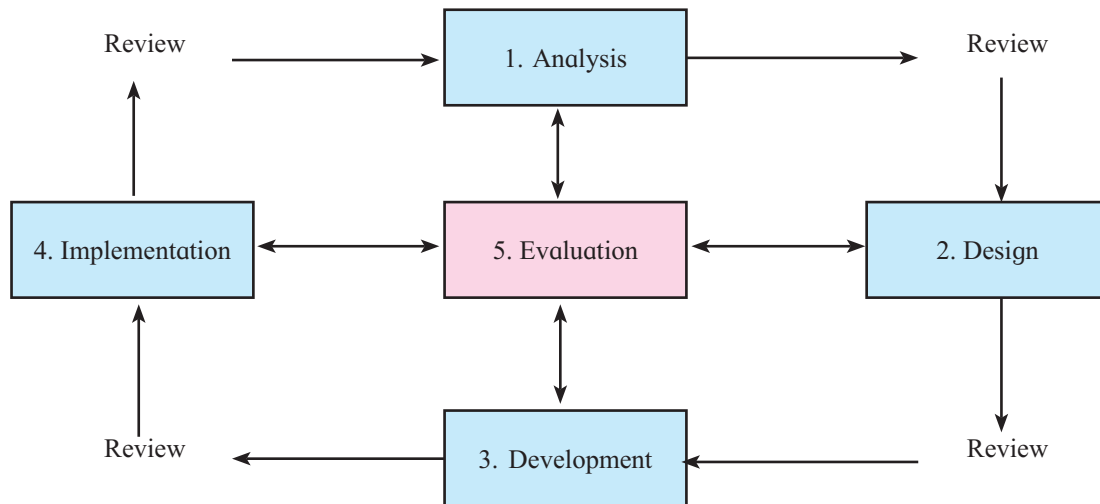 Review
1. Analysis
Review
4. Implementation
5. Evaluation
2. Design
Review
3. Development
Review